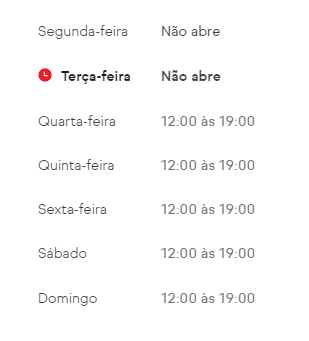 Segunda-feira Não abre
Terça-feira Não abre
Quarta-feira 12:00 às 19:00
Quinta-feira 12:00 às 19:00
Sexta-feira 12:00 às 19:00
Sábado 12:00 às 19:00
Domingo 12:00 às 19:00